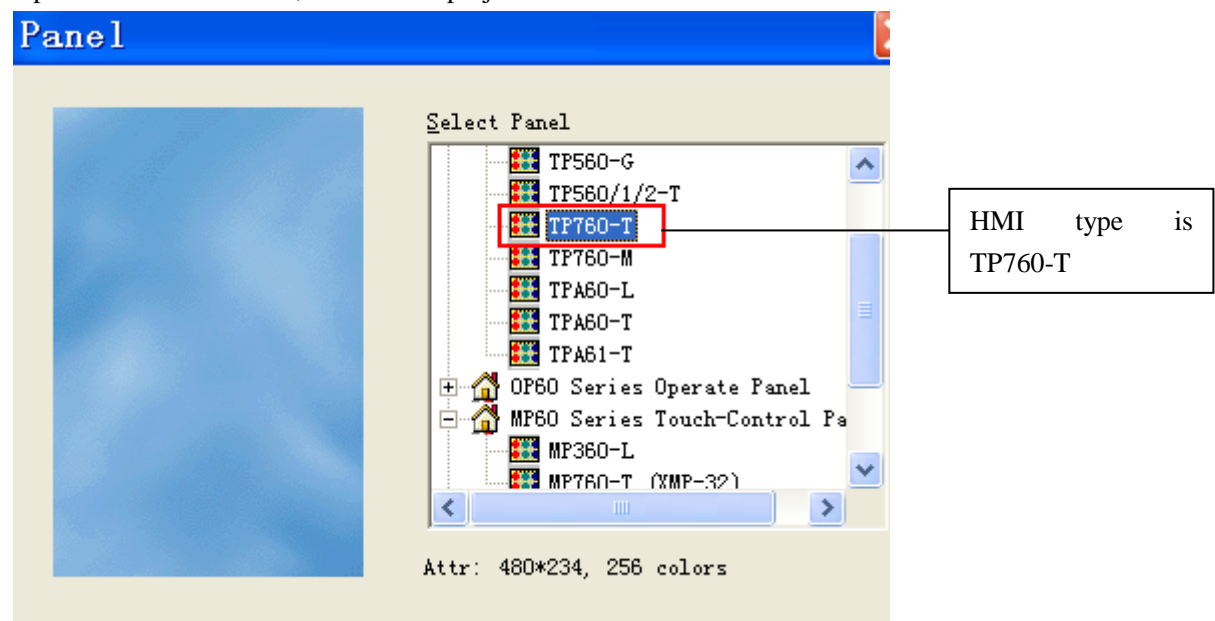 Panel
Select Panel
TP560-G
TP560/1/2-T
TP760-T
TP760-M
TPA60-L
TPA60-T
TPA61-T
OP60 Series Operate Panel
MP60 Series Touch-Control Pa
MP360-L
MP760-T (XMP-32)
Attr: 480*234, 256 colors
HMI type is
TP760-T